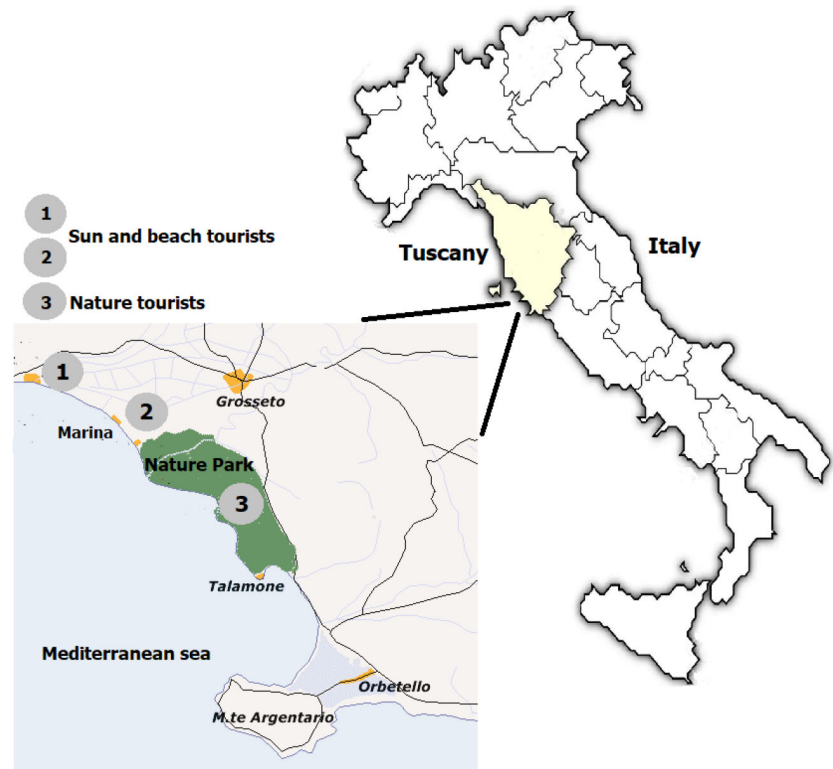 1
Sun and beach tourists
2
3 Nature tourists
Tuscany
Italy
1
Grosseto
2
Marina
Nature Park
3
Talamone
Mediterranean sea
Orbetello
M.te Argentario